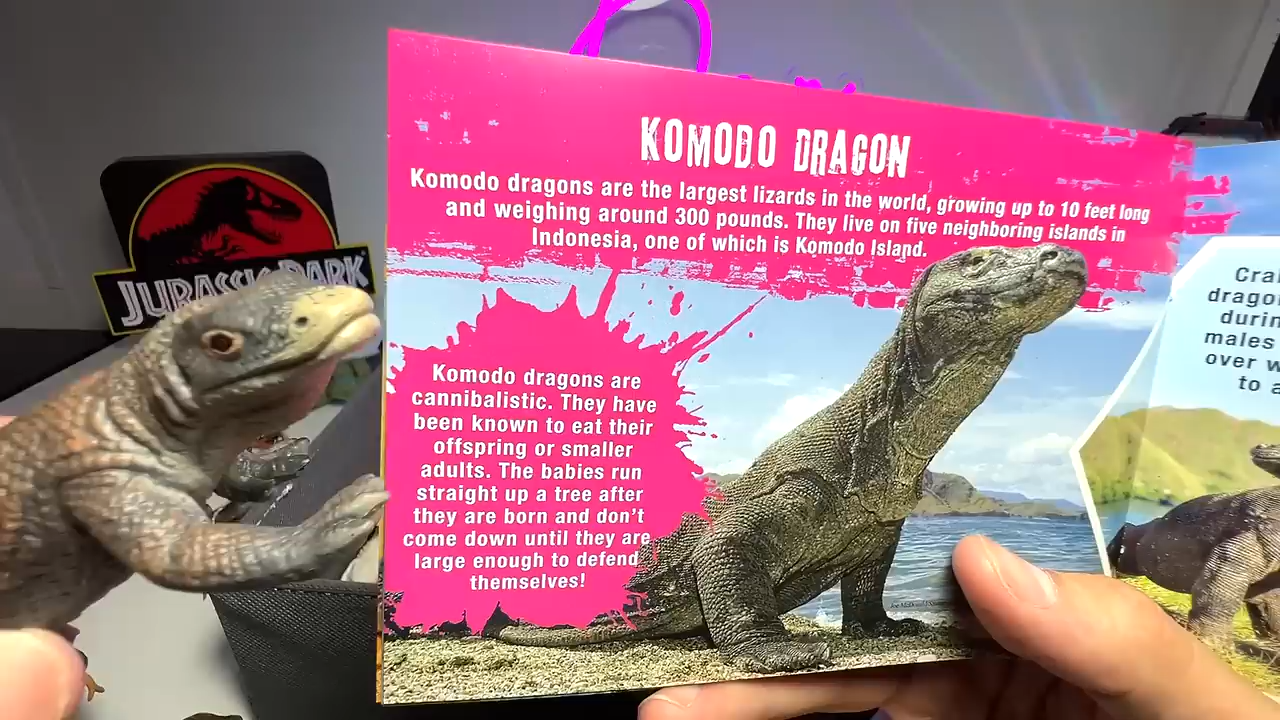 JURASSIC PARK
KOMODO DRAGON
Komodo dragons are the largest lizards in the world, growing up to 10 feet long
and weighing around 300 pounds. They live on five neighboring islands in
Indonesia, one of which is Komodo Island.
Komodo dragons are
cannibalistic. They have
been known to eat their
offspring or smaller
adults. The babies run
straight up a tree after
they are born and don't
come down until they are
large enough to defend
themselves!
males
over
to